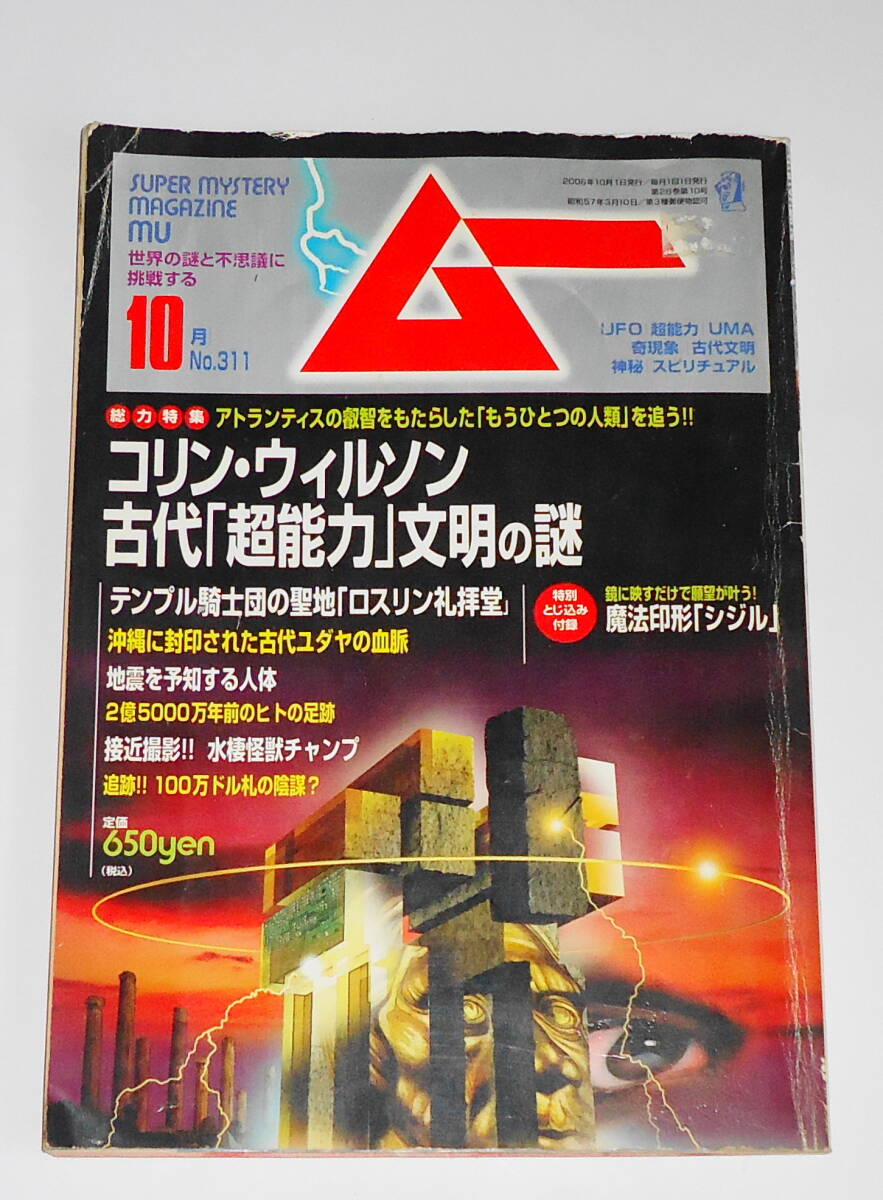 SUPER MYSTERY
MAGAZINE
MU
世界の謎と不思議に
挑戦する
10月
No.311
ムー
2006年10月1日発行／毎月1回1日発行
第28巻第10号
昭和57年3月10日／第3種郵便物認可
UFO 超能力 UMA
奇現象 古代文明
神秘 スピリチュアル
総力特集 アトランティスの叡智をもたらした「もうひとつの人類」を追う!!
コリン・ウィルソン
古代「超能力」文明の謎
テンプル騎士団の聖地「ロスリン礼拝堂」
沖縄に封印された古代ユダヤの血脈
地震を予知する人体
2億5000万年前のヒトの足跡
接近撮影!! 水棲怪獣チャンプ
追跡!! 100万ドル札の陰謀？
特別
とじ込み
付録
鏡に映すだけで願望が叶う!
魔法印形「シジル」
定価
650yen
（税込）